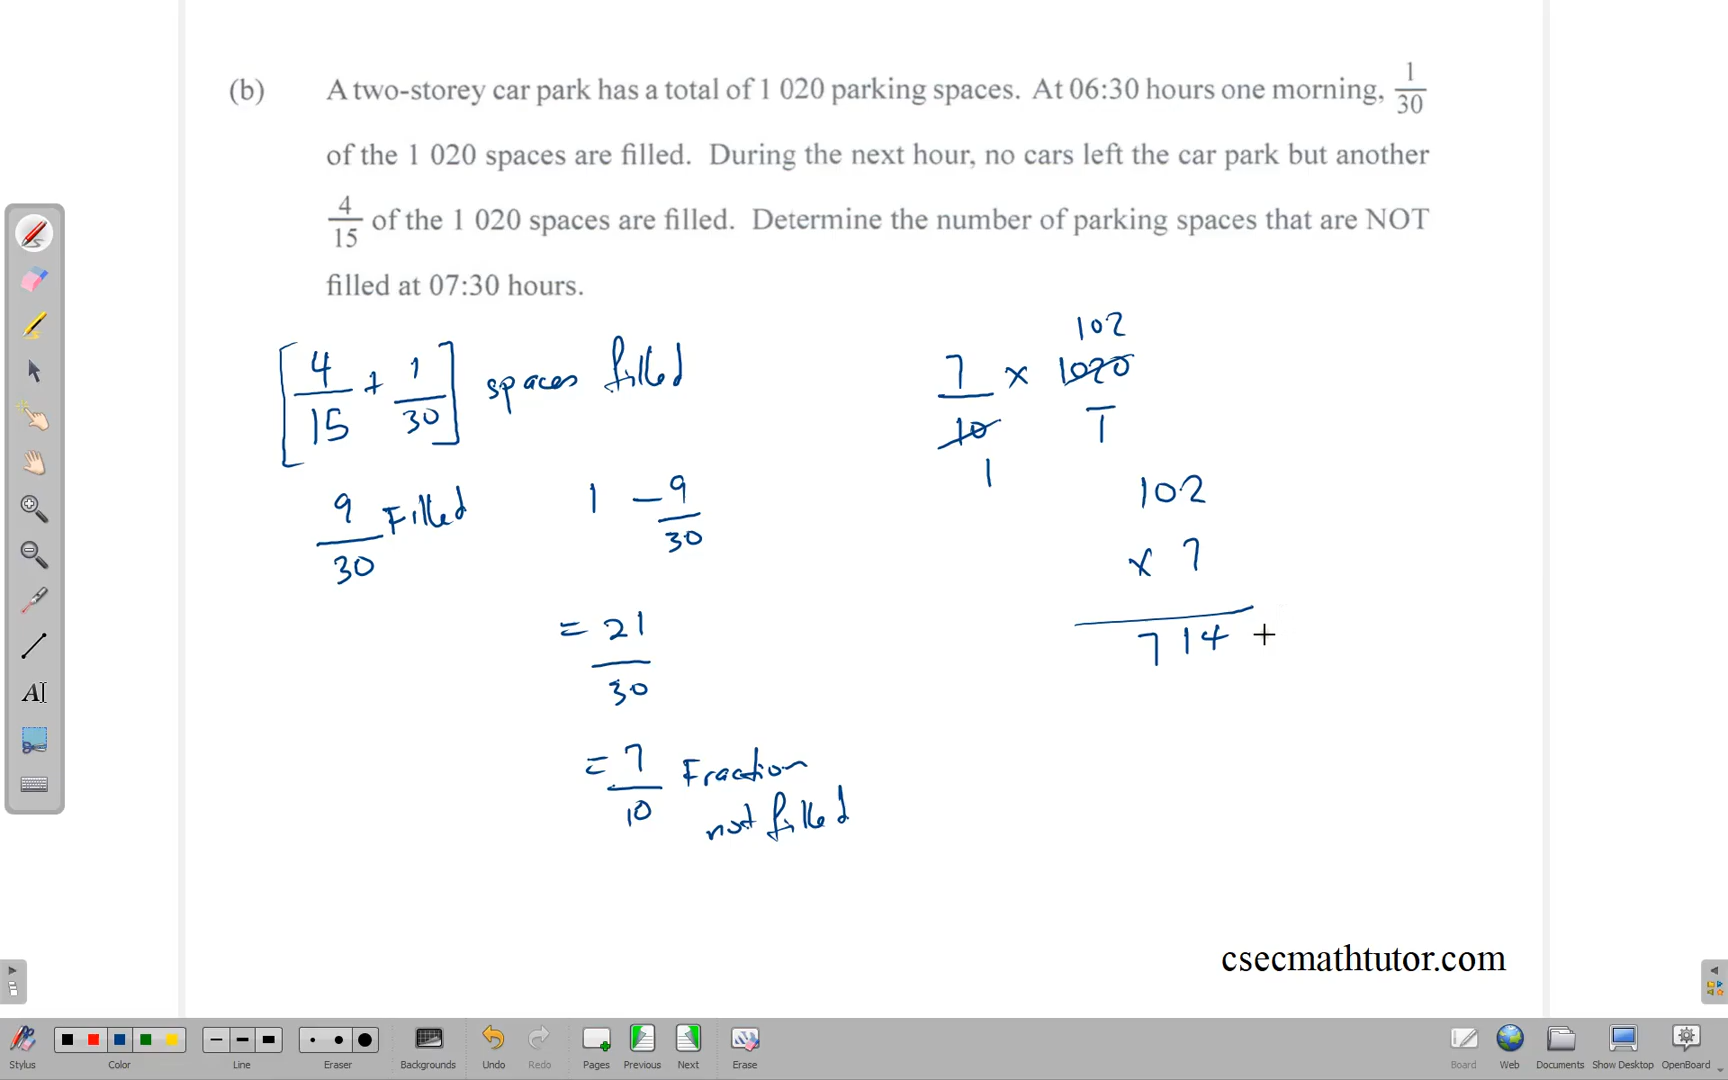 (b) A two-storey car park has a total of 1 020 parking spaces. At 06:30 hours one morning, 1/30
of the 1 020 spaces are filled. During the next hour, no cars left the car park but another
4/15 of the 1 020 spaces are filled. Determine the number of parking spaces that are NOT
filled at 07:30 hours.
[4/15 + 1/30] spaces filled
9/30 Filled
1 - 9/30
= 21/30
= 7/10 Fraction
not filled
102
7/10 x 1020/1
1
102
x 7
714
csecmathtutor.com
Stylus
Color
Line
Eraser
Backgrounds
Undo
Redo
Pages
Previous
Next
Erase
Board
Web
Documents
Show Desktop
OpenBoard